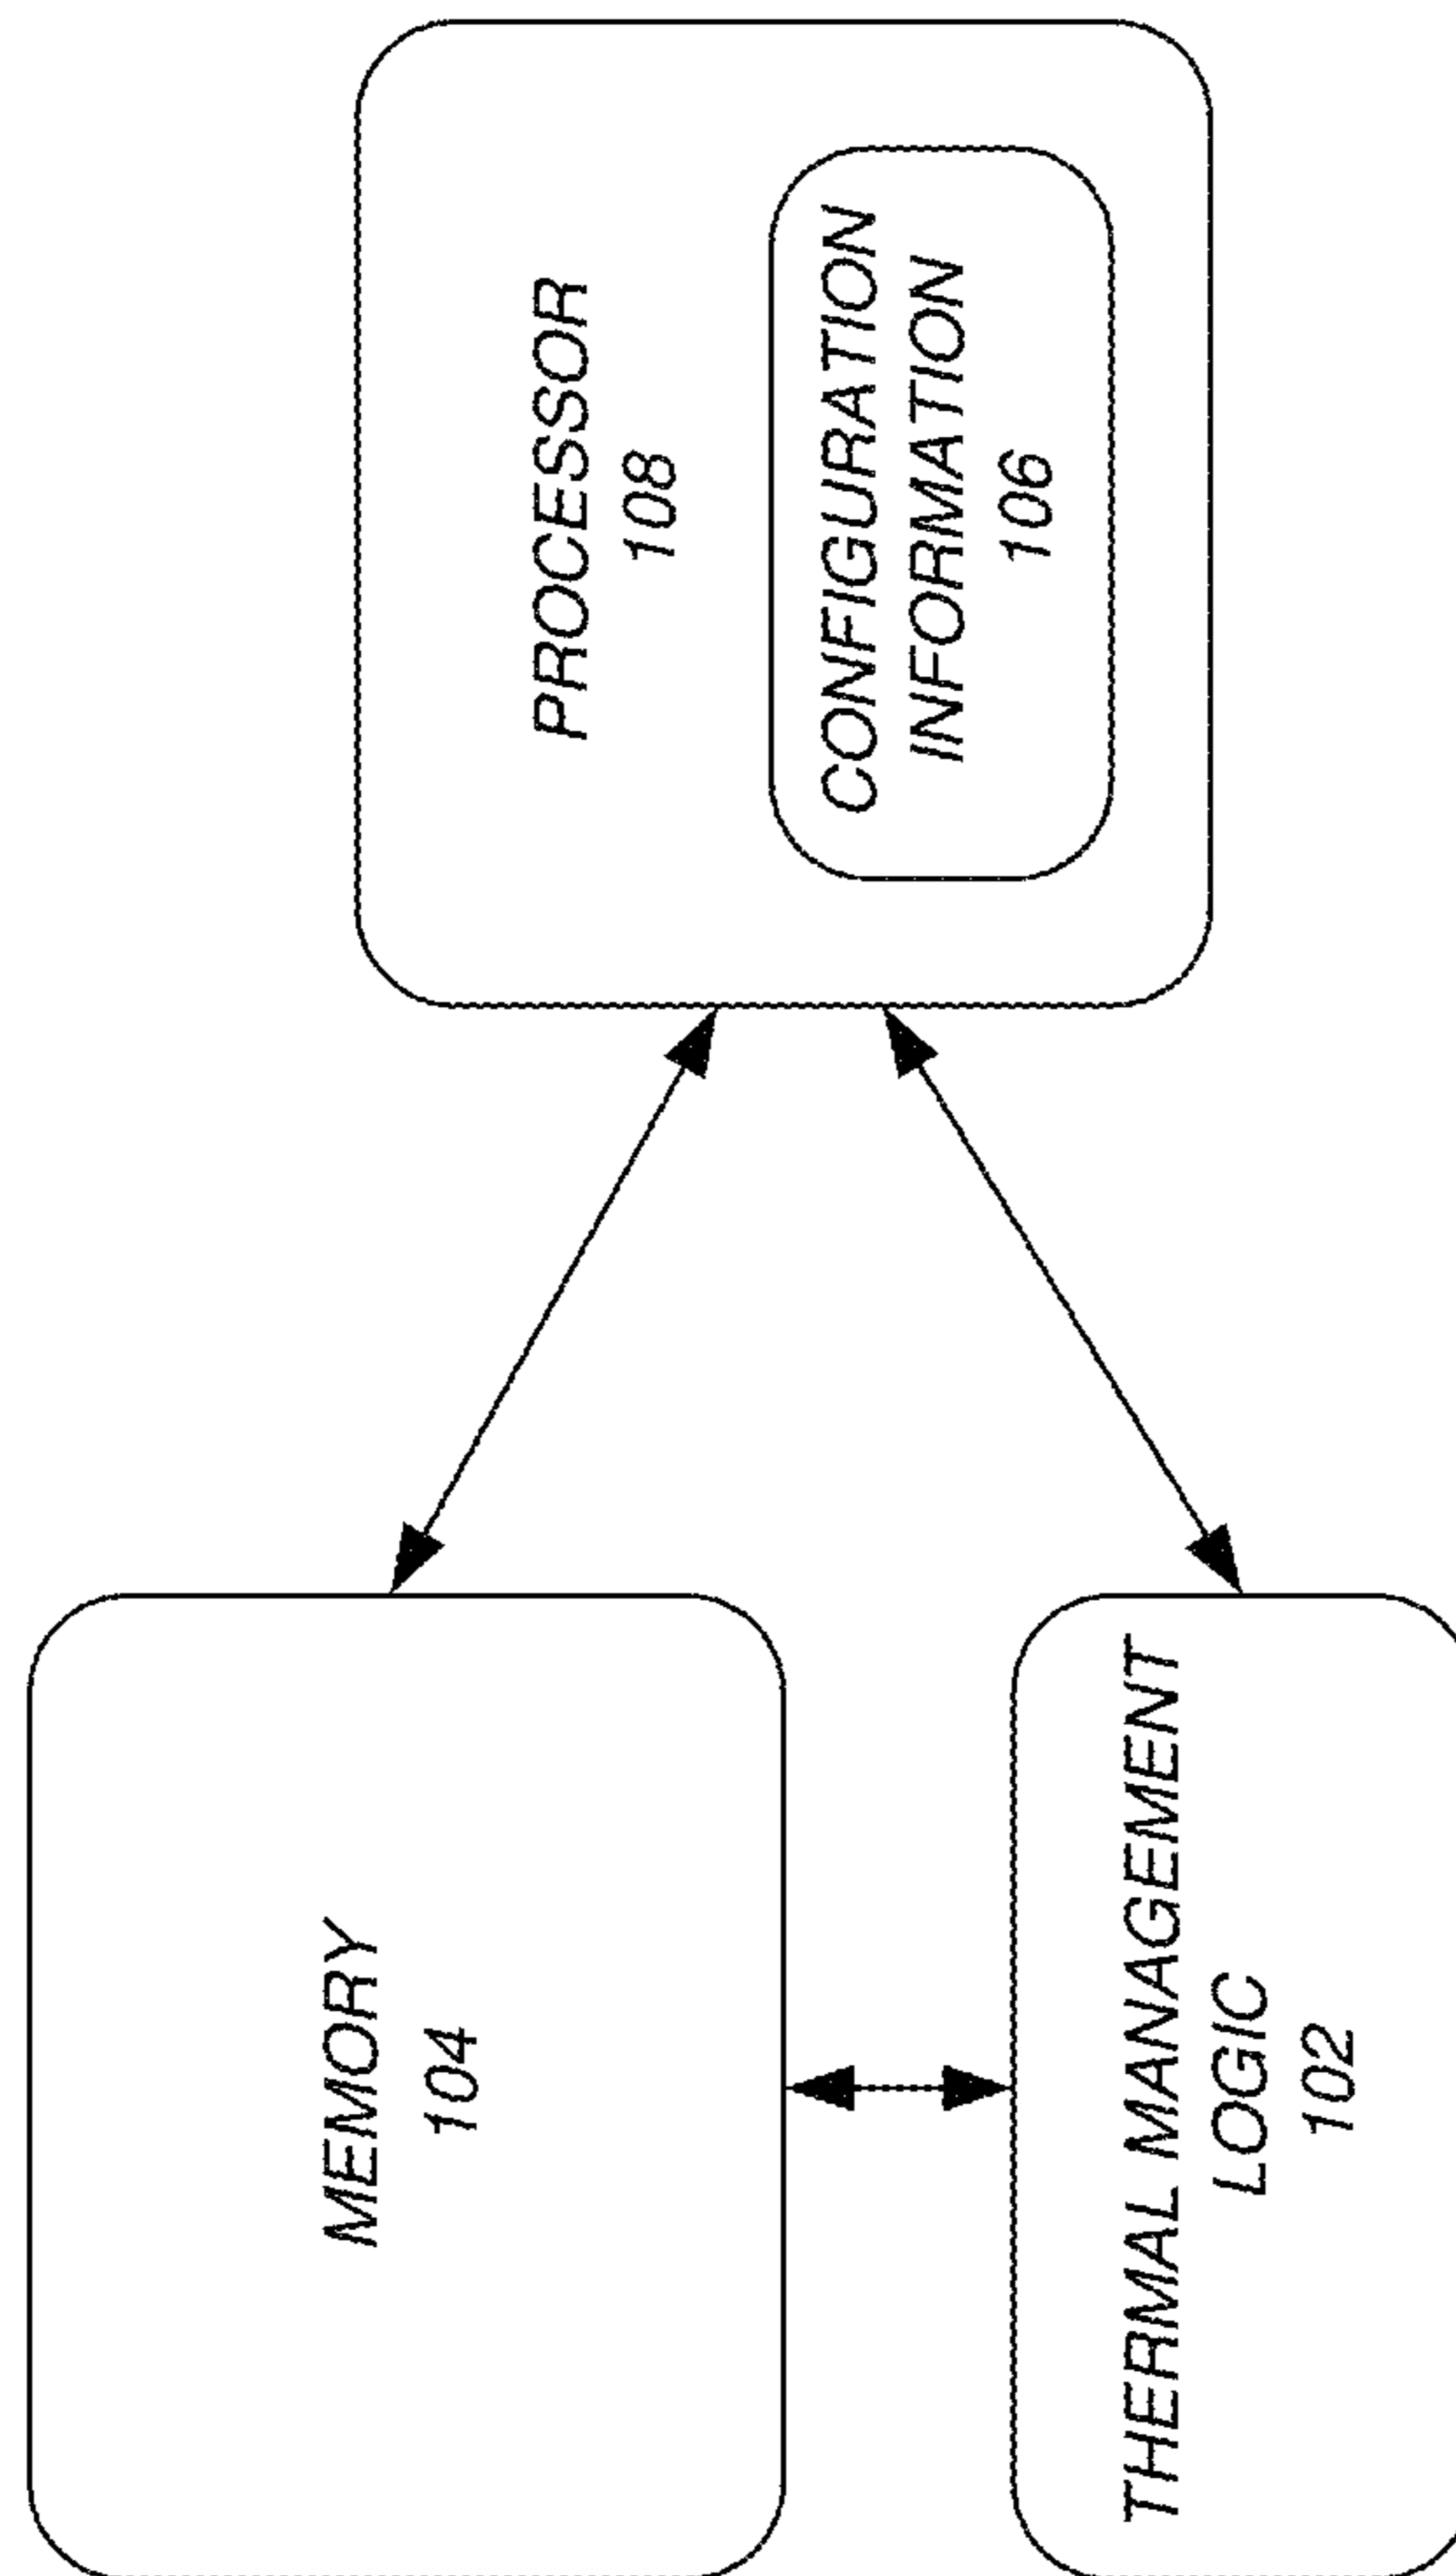 MEMORY
104
THERMAL MANAGEMENT
LOGIC
102
PROCESSOR
108
CONFIGURATION
INFORMATION
106